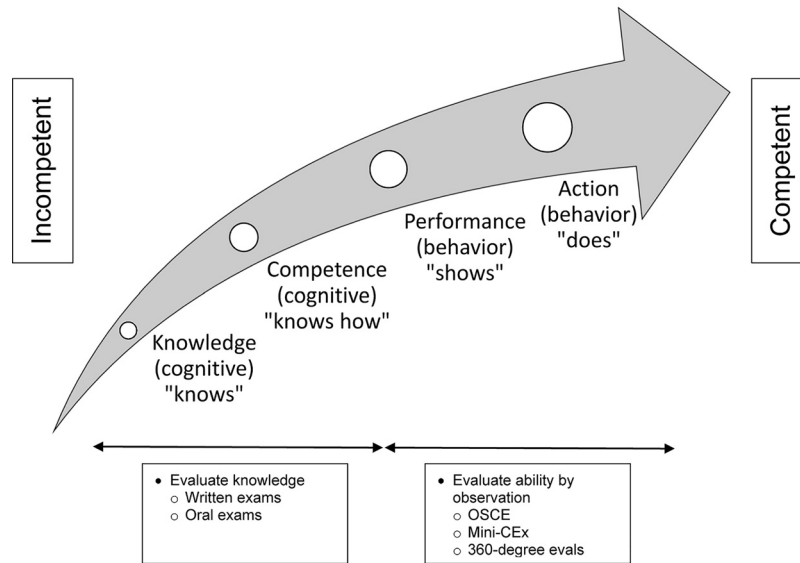 Incompetent
Competent
Action
(behavior)
"does"
Performance
(behavior)
"shows"
Competence
(cognitive)
"knows how"
Knowledge
(cognitive)
"knows"
• Evaluate knowledge
○ Written exams
○ Oral exams
• Evaluate ability by
observation
○ OSCE
○ Mini-CEx
○ 360-degree evals